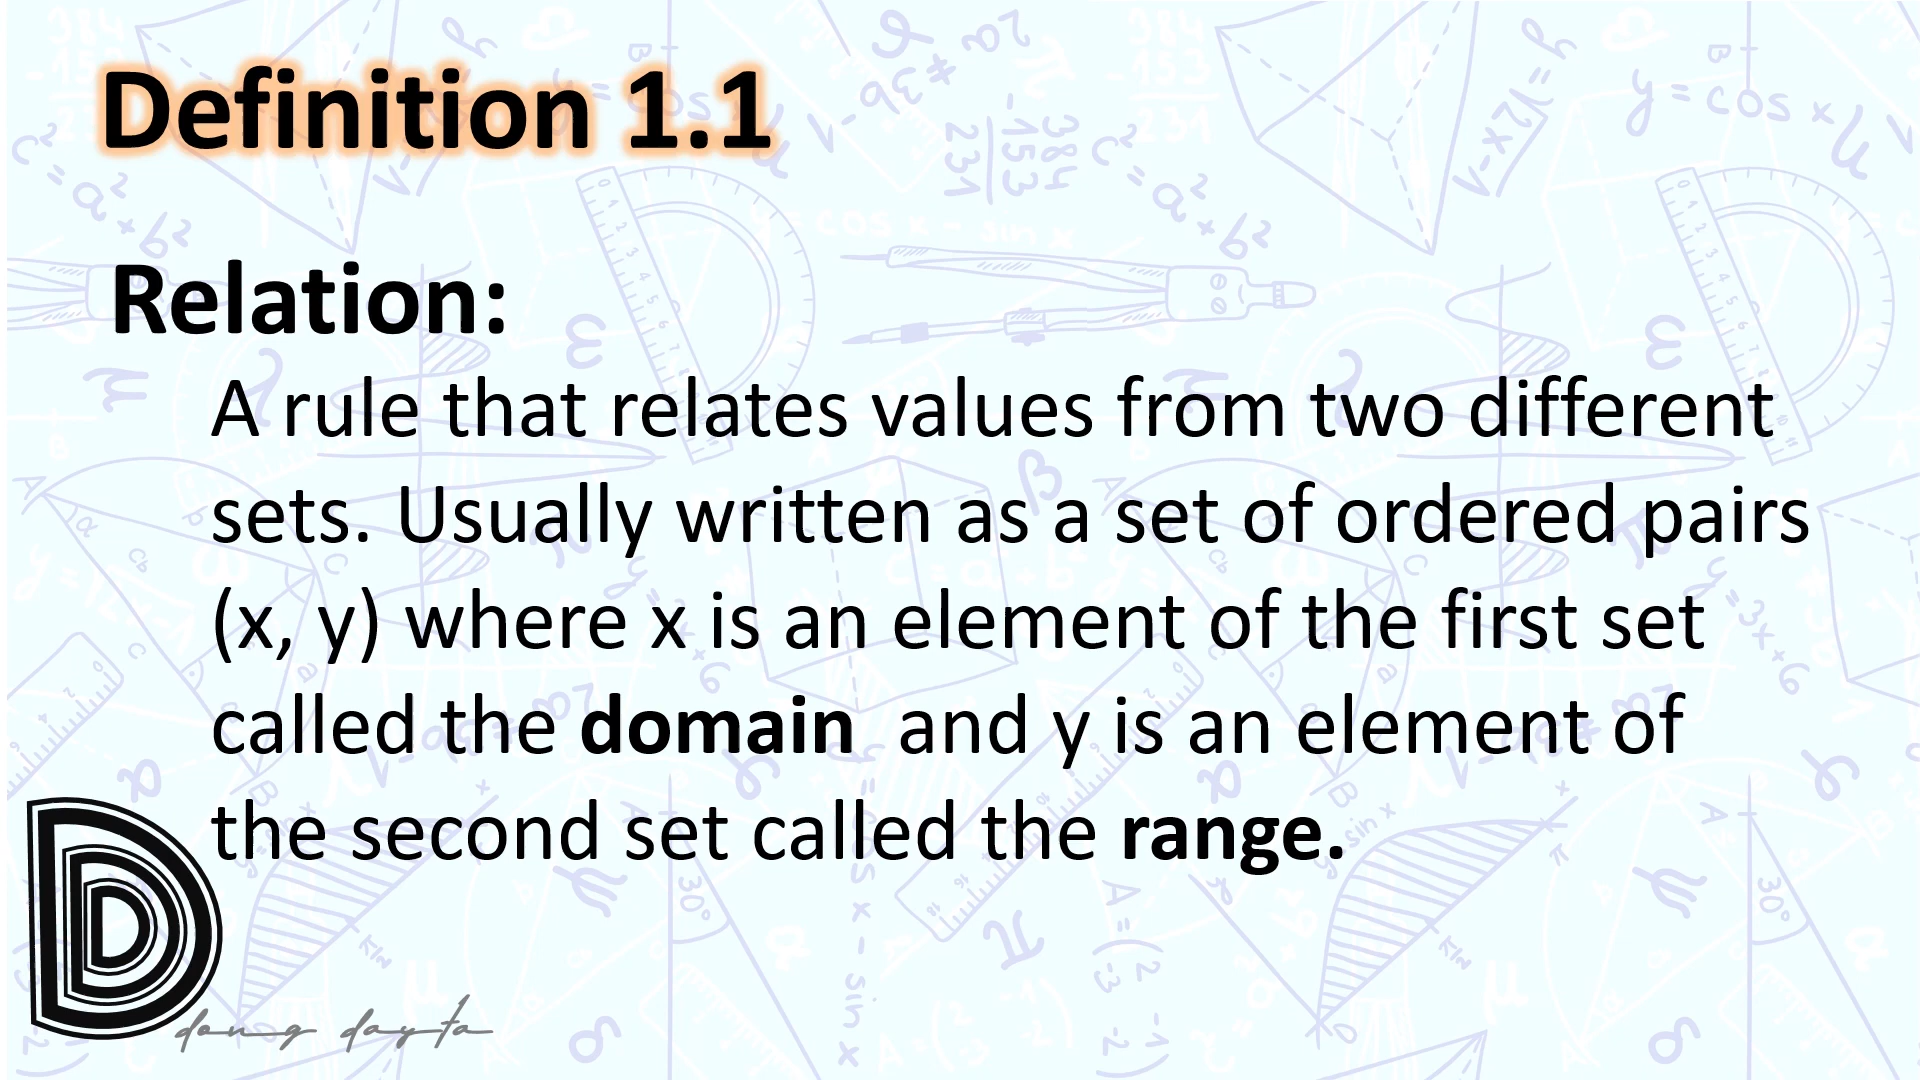 Definition 1.1
Relation:
A rule that relates values from two different
sets. Usually written as a set of ordered pairs
(x, y) where x is an element of the first set
called the domain and y is an element of
the second set called the range.
D
dong dayta